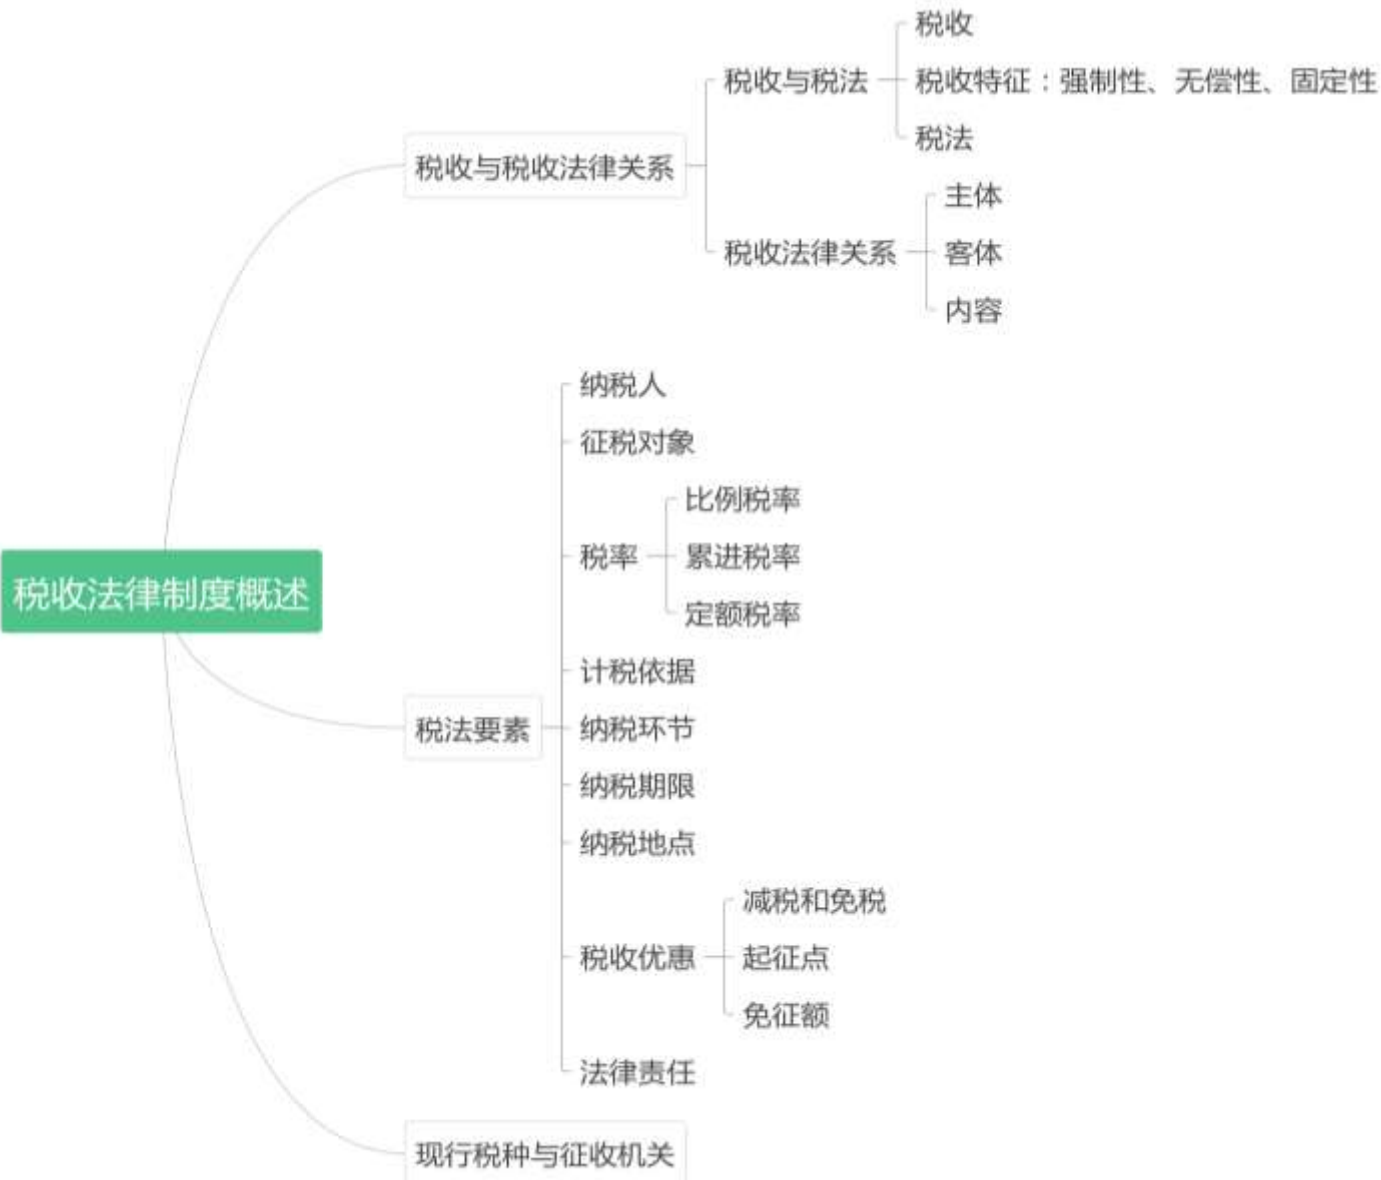 税收法律制度概述
税收与税收法律关系
税收与税法
税收
税收特征：强制性、无偿性、固定性
税法
税收法律关系
主体
客体
内容
税法要素
纳税人
征税对象
税率
比例税率
累进税率
定额税率
计税依据
纳税环节
纳税期限
纳税地点
税收优惠
减税和免税
起征点
免征额
法律责任
现行税种与征收机关